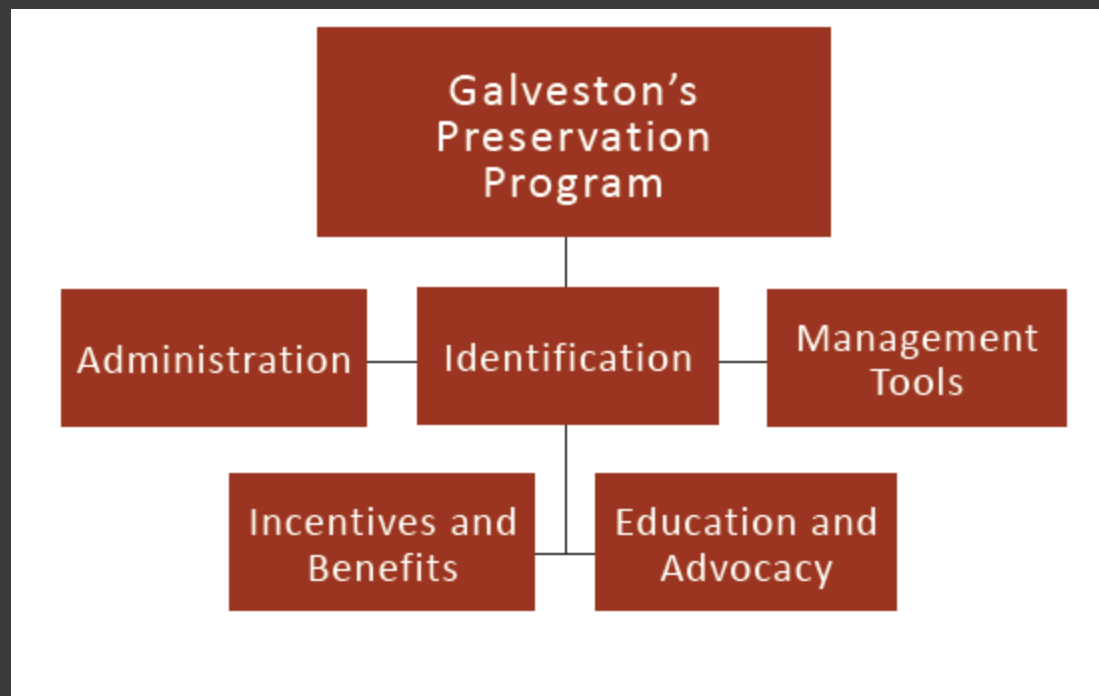 Galveston’s
Preservation
Program
Administration
Identification
Management
Tools
Incentives and
Benefits
Education and
Advocacy